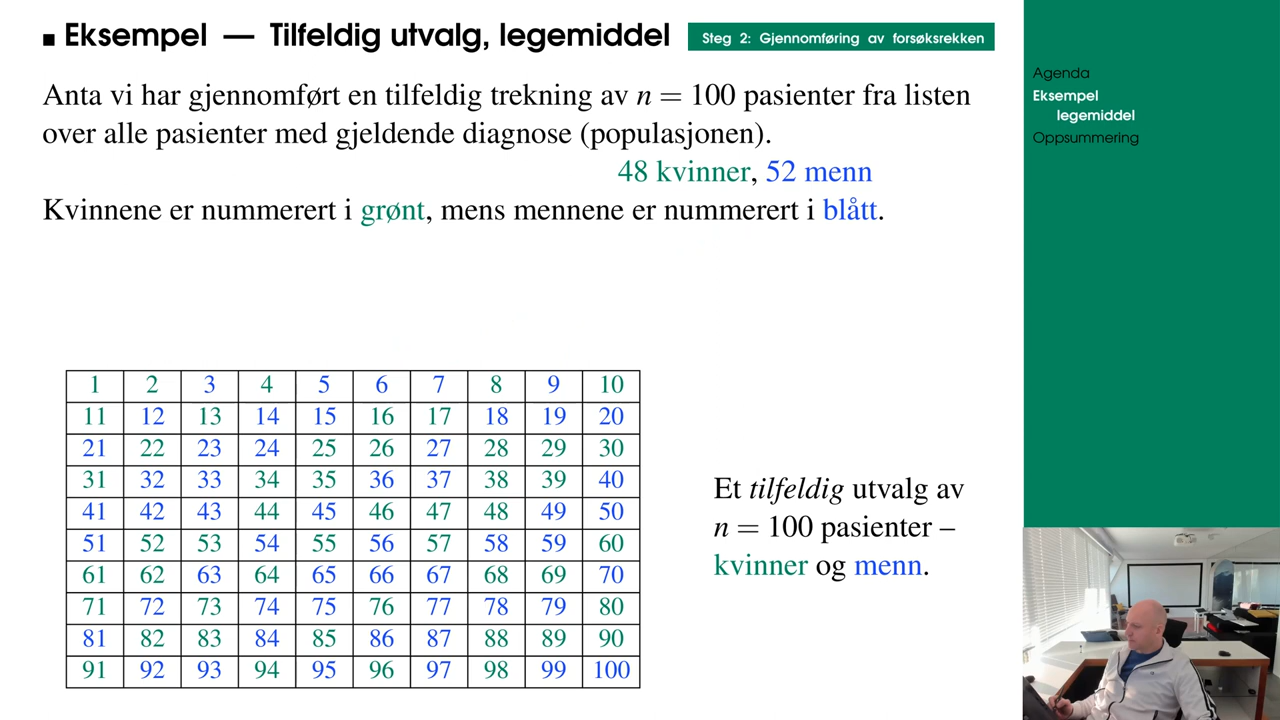 Eksempel — Tilfeldig utvalg, legemiddel
Steg 2: Gjennomføring av forsøksrekken
Anta vi har gjennomført en tilfeldig trekning av n = 100 pasienter fra listen
over alle pasienter med gjeldende diagnose (populasjonen).
48 kvinner, 52 menn
Kvinnene er nummerert i grønt, mens mennene er nummerert i blått.
1 2 3 4 5 6 7 8 9 10
11 12 13 14 15 16 17 18 19 20
21 22 23 24 25 26 27 28 29 30
31 32 33 34 35 36 37 38 39 40
41 42 43 44 45 46 47 48 49 50
51 52 53 54 55 56 57 58 59 60
61 62 63 64 65 66 67 68 69 70
71 72 73 74 75 76 77 78 79 80
81 82 83 84 85 86 87 88 89 90
91 92 93 94 95 96 97 98 99 100
Et tilfeldig utvalg av
n = 100 pasienter –
kvinner og menn.
Agenda
Eksempel
legemiddel
Oppsummering